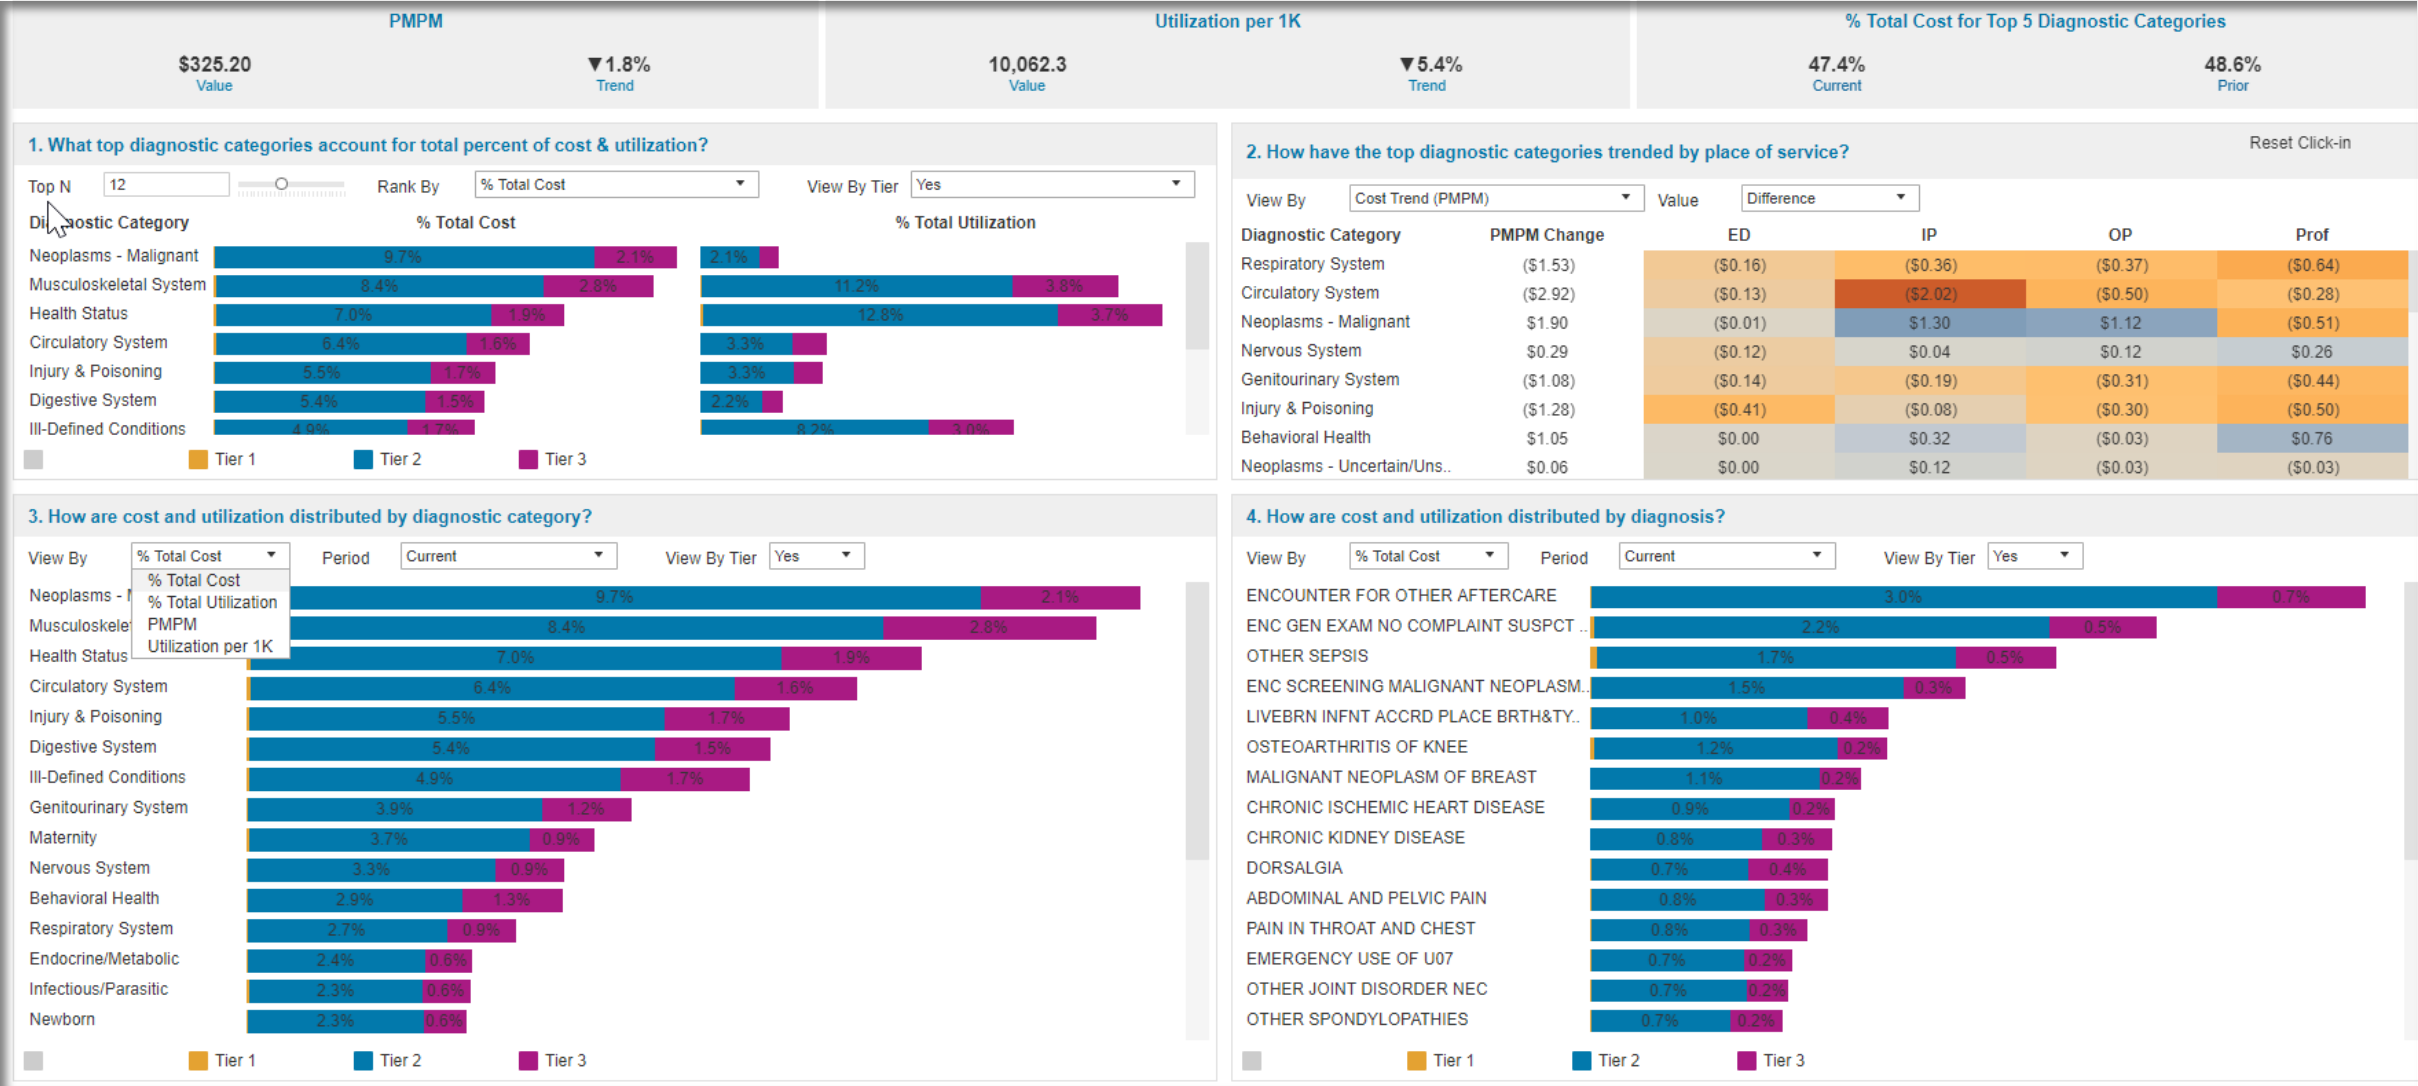 PMPM
$325.20
Value
▼1.8%
Trend
Utilization per 1K
10,062.3
Value
▼5.4%
Trend
% Total Cost for Top 5 Diagnostic Categories
47.4%
Current
48.6%
Prior
1. What top diagnostic categories account for total percent of cost & utilization?
Top N 12 Rank By % Total Cost View By Tier Yes
Diagnostic Category % Total Cost % Total Utilization
Neoplasms - Malignant 9.7% 2.1% 2.1%
Musculoskeletal System 8.4% 2.8% 11.2% 3.8%
Health Status 7.0% 1.9% 12.8% 3.7%
Circulatory System 6.4% 1.6% 3.3%
Injury & Poisoning 5.5% 1.7% 3.3%
Digestive System 5.4% 1.5% 2.2%
Ill-Defined Conditions 4.9% 1.7% 8.2% 3.0%
Tier 1 Tier 2 Tier 3
2. How have the top diagnostic categories trended by place of service?
Reset Click-in
View By Cost Trend (PMPM) Value Difference
Diagnostic Category PMPM Change ED IP OP Prof
Respiratory System ($1.53) ($0.16) ($0.36) ($0.37) ($0.64)
Circulatory System ($2.92) ($0.13) ($2.02) ($0.50) ($0.28)
Neoplasms - Malignant $1.90 ($0.01) $1.30 $1.12 ($0.51)
Nervous System $0.29 ($0.12) $0.04 $0.12 $0.26
Genitourinary System ($1.08) ($0.14) ($0.19) ($0.31) ($0.44)
Injury & Poisoning ($1.28) ($0.41) ($0.08) ($0.30) ($0.50)
Behavioral Health $1.05 $0.00 $0.32 ($0.03) $0.76
Neoplasms - Uncertain/Uns.. $0.06 $0.00 $0.12 ($0.03) ($0.03)
3. How are cost and utilization distributed by diagnostic category?
View By % Total Cost Period Current View By Tier Yes
% Total Cost
% Total Utilization
PMPM
Utilization per 1K
Neoplasms - 9.7% 2.1%
Musculoskele 8.4% 2.8%
Health Status 7.0% 1.9%
Circulatory System 6.4% 1.6%
Injury & Poisoning 5.5% 1.7%
Digestive System 5.4% 1.5%
Ill-Defined Conditions 4.9% 1.7%
Genitourinary System 3.9% 1.2%
Maternity 3.7% 0.9%
Nervous System 3.3% 0.9%
Behavioral Health 2.9% 1.3%
Respiratory System 2.7% 0.9%
Endocrine/Metabolic 2.4% 0.6%
Infectious/Parasitic 2.3% 0.6%
Newborn 2.3% 0.6%
Tier 1 Tier 2 Tier 3
4. How are cost and utilization distributed by diagnosis?
View By % Total Cost Period Current View By Tier Yes
ENCOUNTER FOR OTHER AFTERCARE 3.0% 0.7%
ENC GEN EXAM NO COMPLAINT SUSPCT .. 2.2% 0.5%
OTHER SEPSIS 1.7% 0.5%
ENC SCREENING MALIGNANT NEOPLASM.. 1.5% 0.3%
LIVEBRN INFNT ACCRD PLACE BRTH&TY.. 1.0% 0.4%
OSTEOARTHRITIS OF KNEE 1.2% 0.2%
MALIGNANT NEOPLASM OF BREAST 1.1% 0.2%
CHRONIC ISCHEMIC HEART DISEASE 0.9% 0.2%
CHRONIC KIDNEY DISEASE 0.8% 0.3%
DORSALGIA 0.7% 0.4%
ABDOMINAL AND PELVIC PAIN 0.8% 0.3%
PAIN IN THROAT AND CHEST 0.8% 0.3%
EMERGENCY USE OF U07 0.7% 0.2%
OTHER JOINT DISORDER NEC 0.7% 0.2%
OTHER SPONDYLOPATHIES 0.7% 0.2%
Tier 1 Tier 2 Tier 3